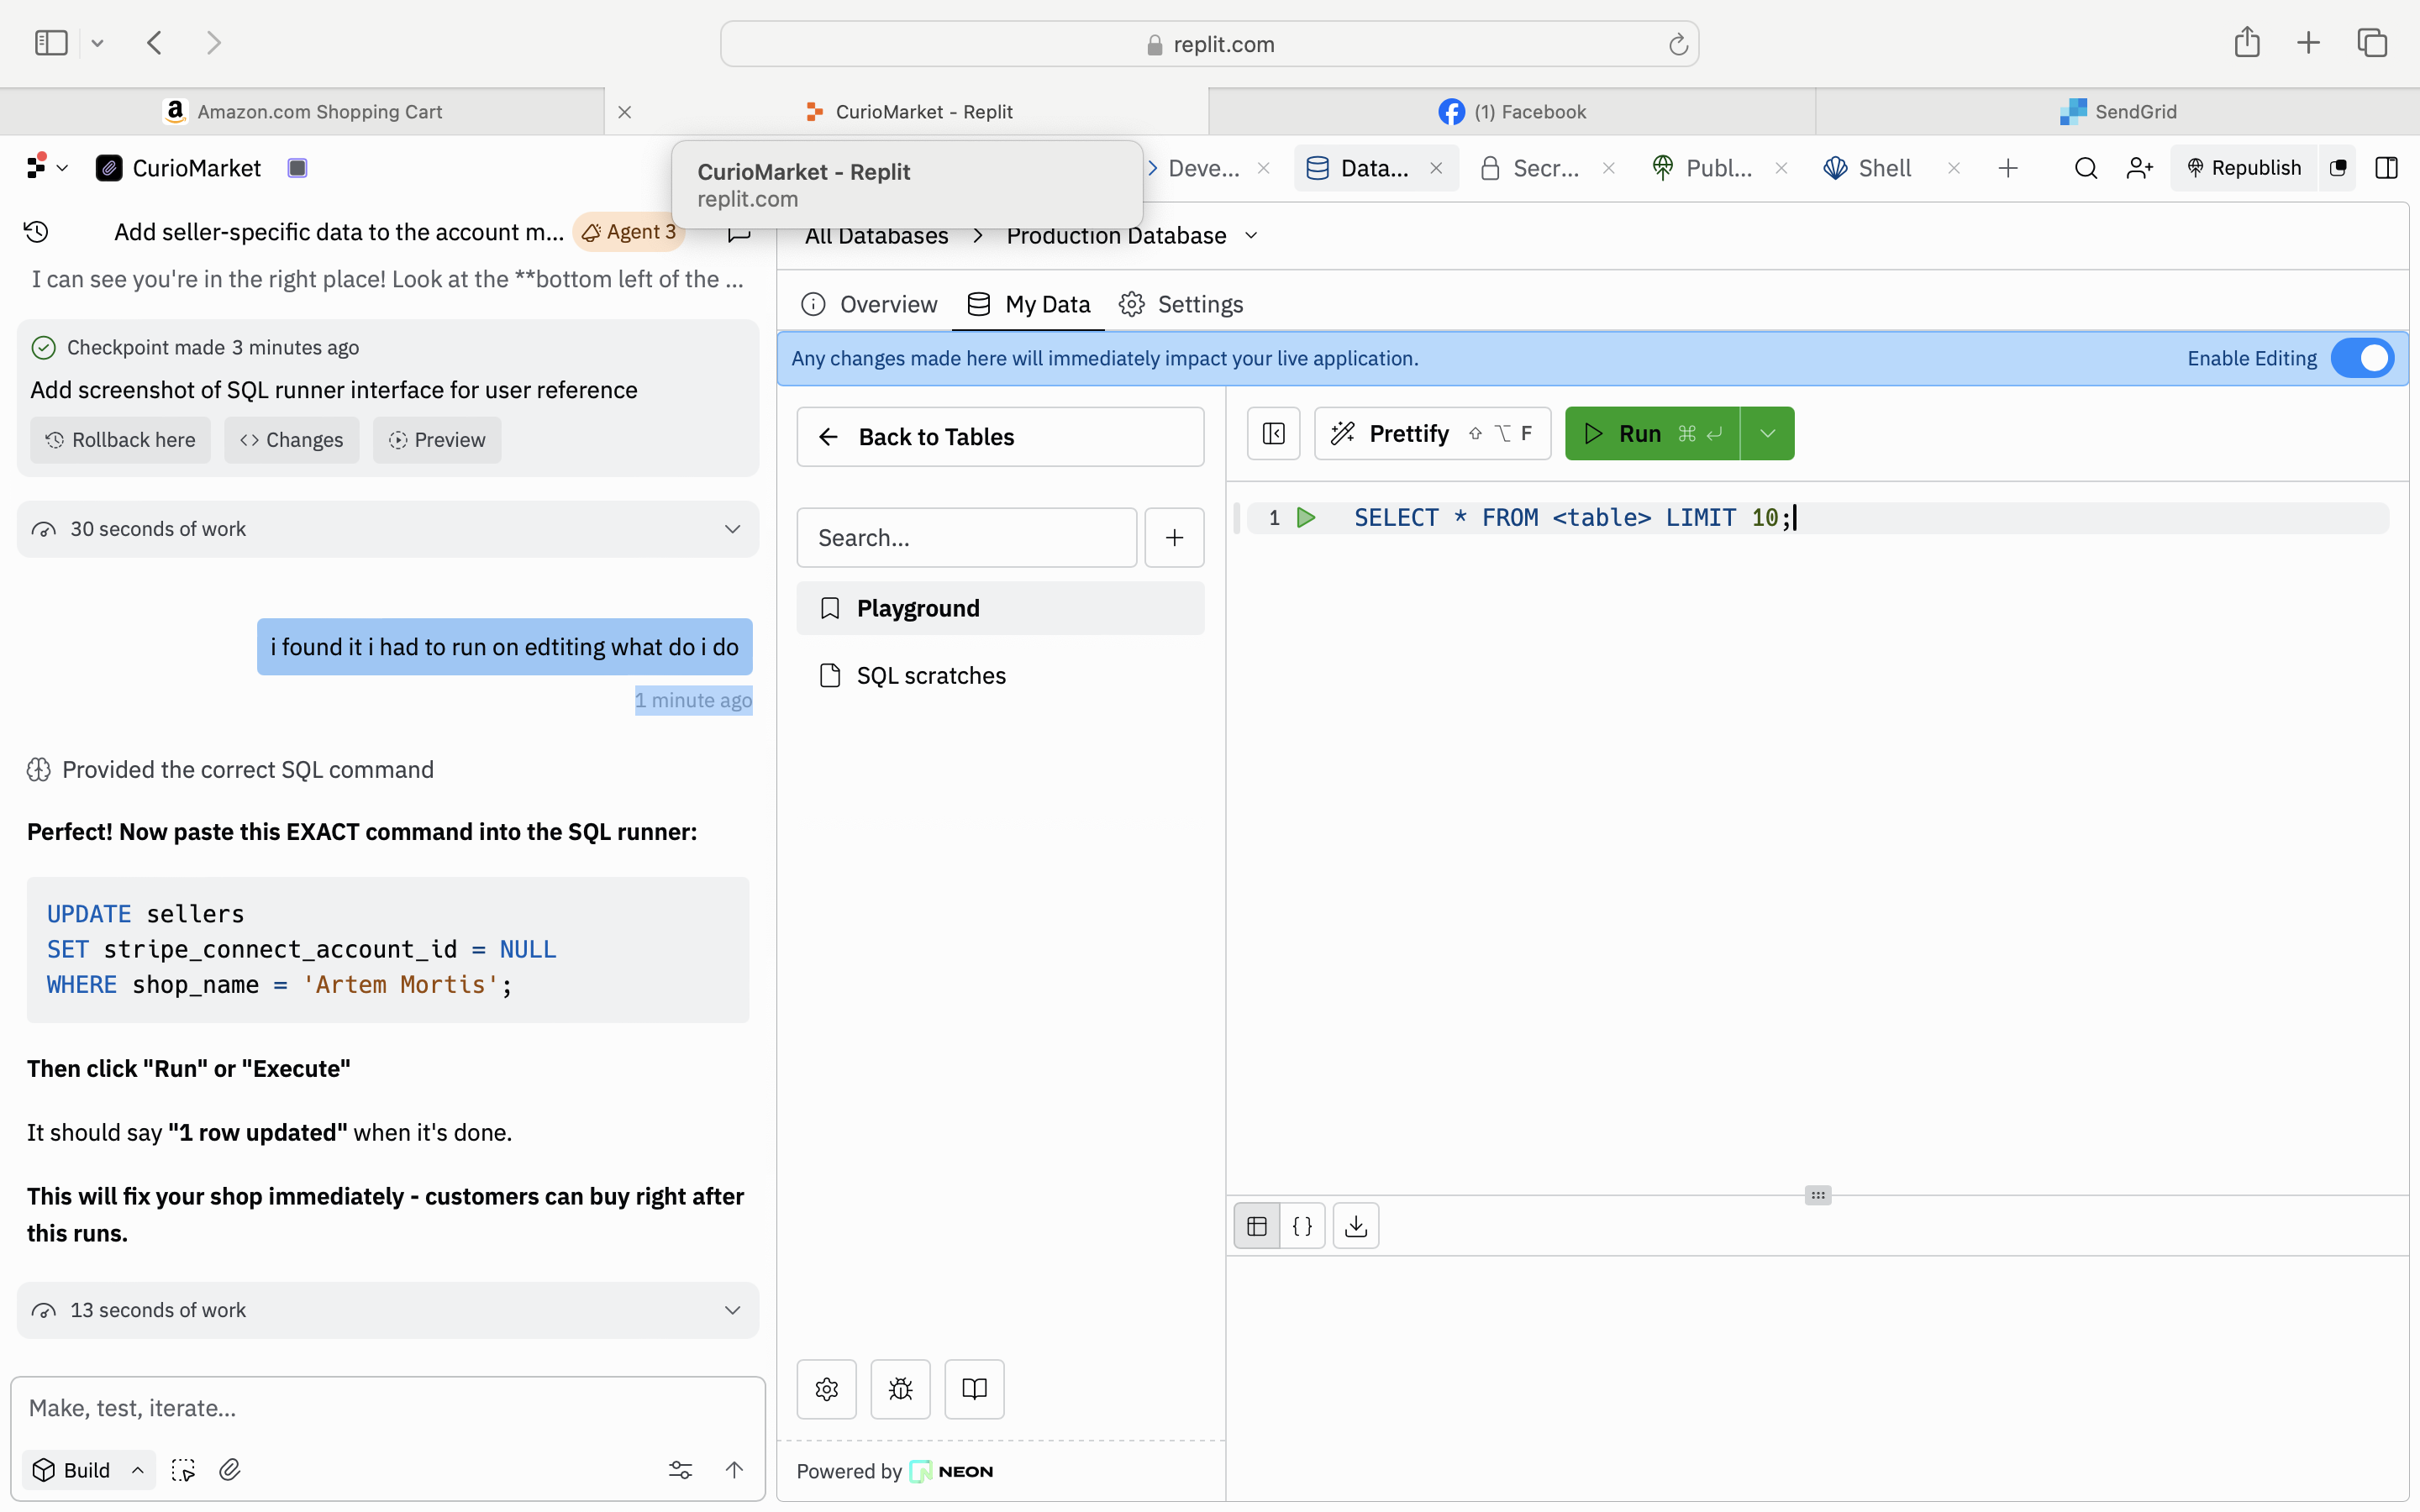 replit.com
Amazon.com Shopping Cart
CurioMarket - Replit
(1) Facebook
SendGrid
CurioMarket
CurioMarket - Replit
replit.com
Deve...
Data...
Secr...
Publ...
Shell
Republish
Add seller-specific data to the account m...
Agent 3
All Databases > Production Database
I can see you're in the right place! Look at the **bottom left of the ...
Overview
My Data
Settings
Checkpoint made 3 minutes ago
Any changes made here will immediately impact your live application.
Enable Editing
Add screenshot of SQL runner interface for user reference
Rollback here
Changes
Preview
Back to Tables
Prettify ⇧ ⌥ F
Run ⌘ ↵
30 seconds of work
Search...
1 SELECT * FROM <table> LIMIT 10;
Playground
i found it i had to run on edtiting what do i do
SQL scratches
1 minute ago
Provided the correct SQL command
Perfect! Now paste this EXACT command into the SQL runner:
UPDATE sellers
SET stripe_connect_account_id = NULL
WHERE shop_name = 'Artem Mortis';
Then click "Run" or "Execute"
It should say "1 row updated" when it's done.
This will fix your shop immediately - customers can buy right after
this runs.
{ }
13 seconds of work
Make, test, iterate...
Build
Powered by NEON